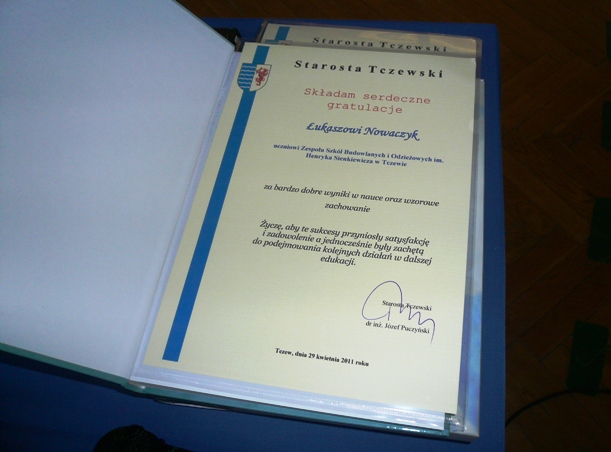 Starosta Tczewski
Starosta Tczewski
Składam serdeczne
gratulacje
Łukaszowi Nowaczyk
uczniowi Zespołu Szkół Budowlanych i Odzieżowych im.
Henryka Sienkiewicza w Tczewie
za bardzo dobre wyniki w nauce oraz wzorowe
zachowanie
Życzę, aby te sukcesy przyniosły satysfakcję
i zadowolenie a jednocześnie były zachętą
do podejmowania kolejnych działań w dalszej
edukacji.
Starosta Tczewski
dr inż. Józef Puczyński
Tczew, dnia 29 kwietnia 2011 roku